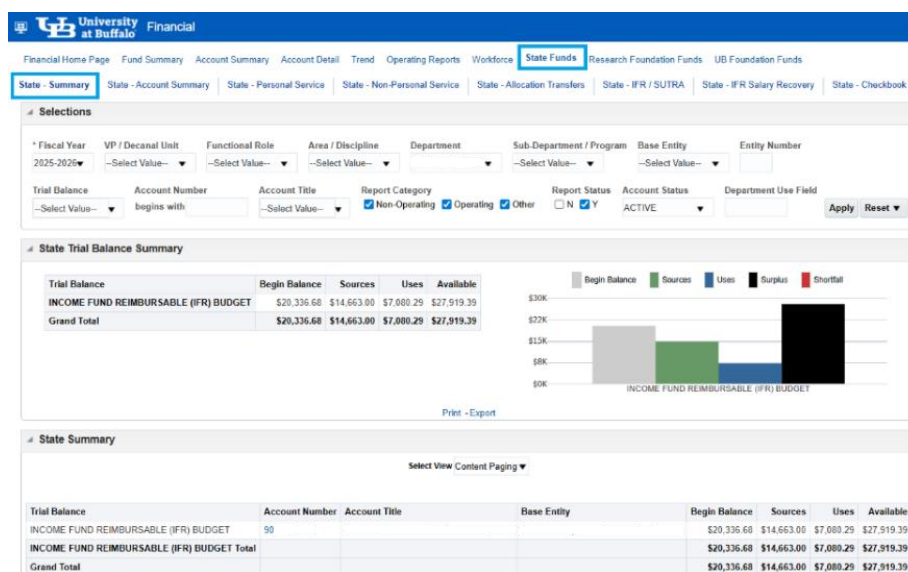 University at Buffalo Financial
Financial Home Page Fund Summary Account Summary Account Detail Trend Operating Reports Workforce State Funds Research Foundation Funds UB Foundation Funds
State - Summary State - Account Summary State - Personal Service State - Non-Personal Service State - Allocation Transfers State - IFR / SUTRA State - IFR Salary Recovery State - Checkbook
Selections
* Fiscal Year VP / Decanal Unit Functional Role Area / Discipline Department Sub-Department / Program Base Entity Entity Number
2025-2026 --Select Value-- --Select Value-- --Select Value-- --Select Value-- --Select Value--
Trial Balance Account Number Account Title Report Category Report Status Account Status Department Use Field
--Select Value-- begins with --Select Value-- Non-Operating Operating Other N Y ACTIVE Apply Reset
State Trial Balance Summary
Trial Balance Begin Balance Sources Uses Available
INCOME FUND REIMBURSABLE (IFR) BUDGET $20,336.68 $14,663.00 $7,080.29 $27,919.39
Grand Total $20,336.68 $14,663.00 $7,080.29 $27,919.39
Begin Balance Sources Uses Surplus Shortfall
$30K
$22K
$15K
$8K
$0K
INCOME FUND REIMBURSABLE (IFR) BUDGET
Print - Export
State Summary
Select View Content Paging
Trial Balance Account Number Account Title Base Entity Begin Balance Sources Uses Available
INCOME FUND REIMBURSABLE (IFR) BUDGET 90 $20,336.68 $14,663.00 $7,080.29 $27,919.39
INCOME FUND REIMBURSABLE (IFR) BUDGET Total $20,336.68 $14,663.00 $7,080.29 $27,919.39
Grand Total $20,336.68 $14,663.00 $7,080.29 $27,919.39